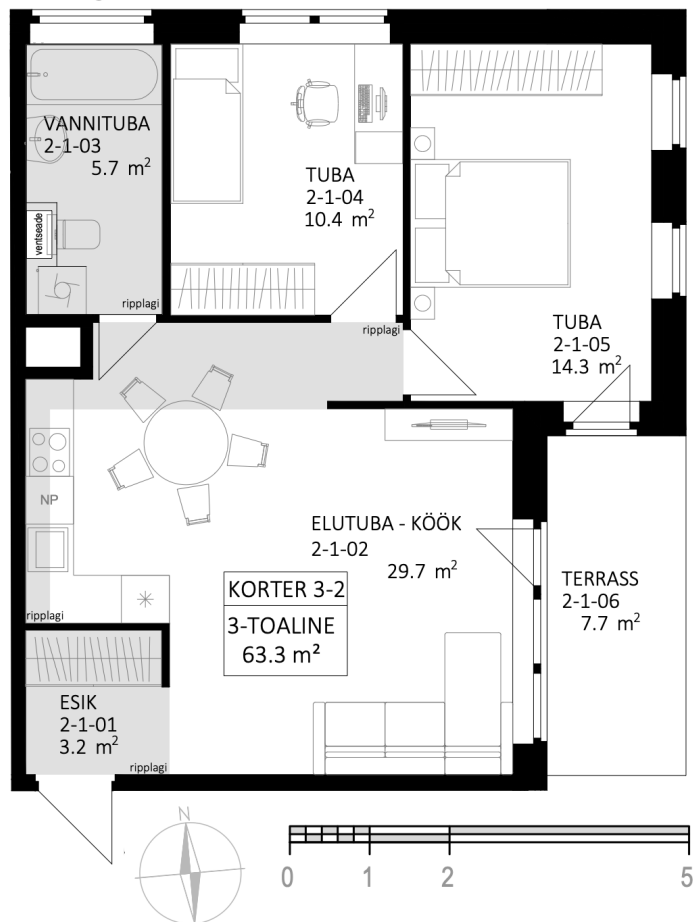 VANNITUBA
2-1-03
5.7 m²
ventseade
ripplagi
TUBA
2-1-04
10.4 m²
ripplagi
TUBA
2-1-05
14.3 m²
NP
ELUTUBA - KÖÖK
2-1-02
29.7 m²
ripplagi
KORTER 3-2
3-TOALINE
63.3 m²
TERRASS
2-1-06
7.7 m²
ESIK
2-1-01
3.2 m²
ripplagi
N
0 1 2 5